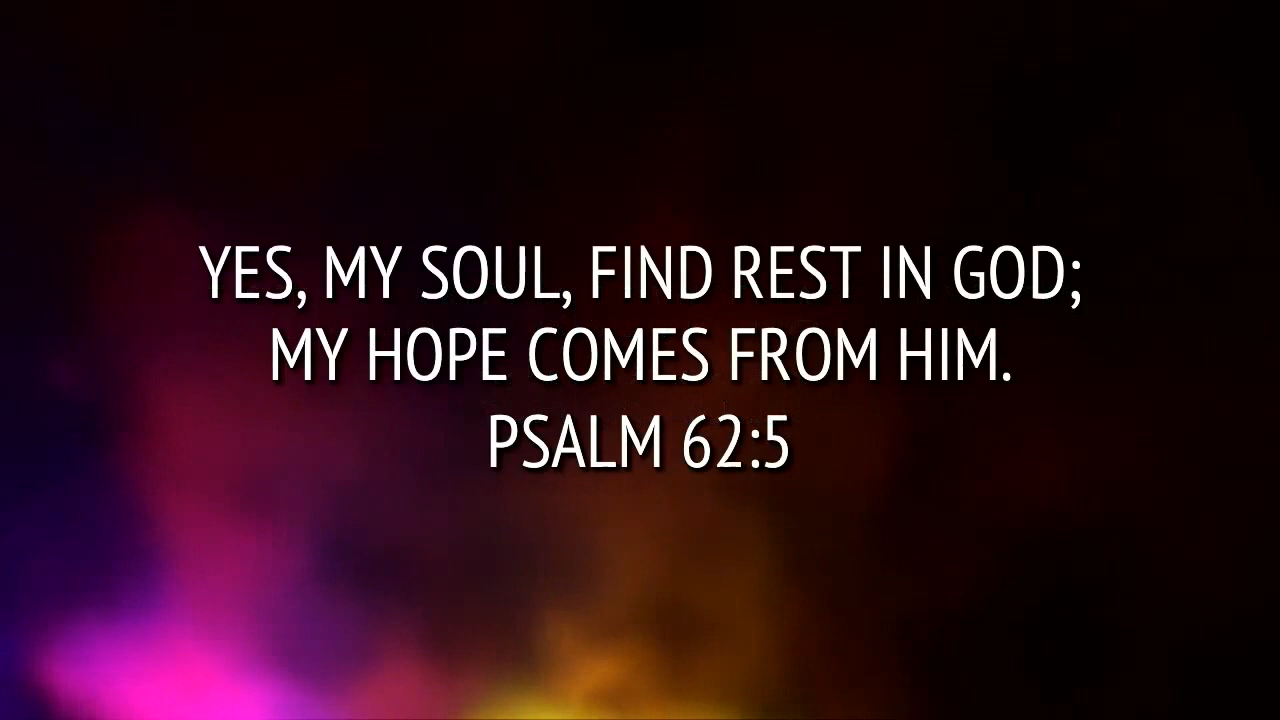 YES, MY SOUL, FIND REST IN GOD;
MY HOPE COMES FROM HIM.
PSALM 62:5